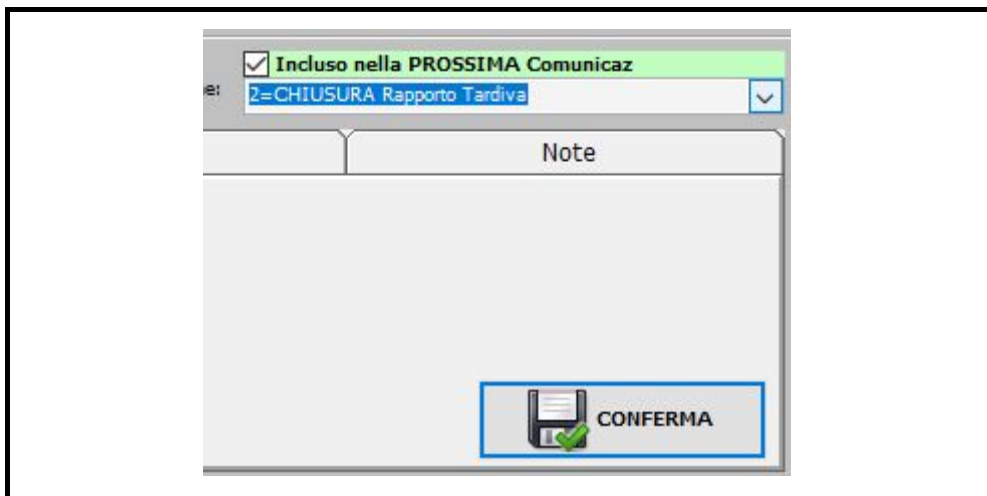 Incluso nella PROSSIMA Comunicaz
e:
2=CHIUSURA Rapporto Tardiva
Note
CONFERMA